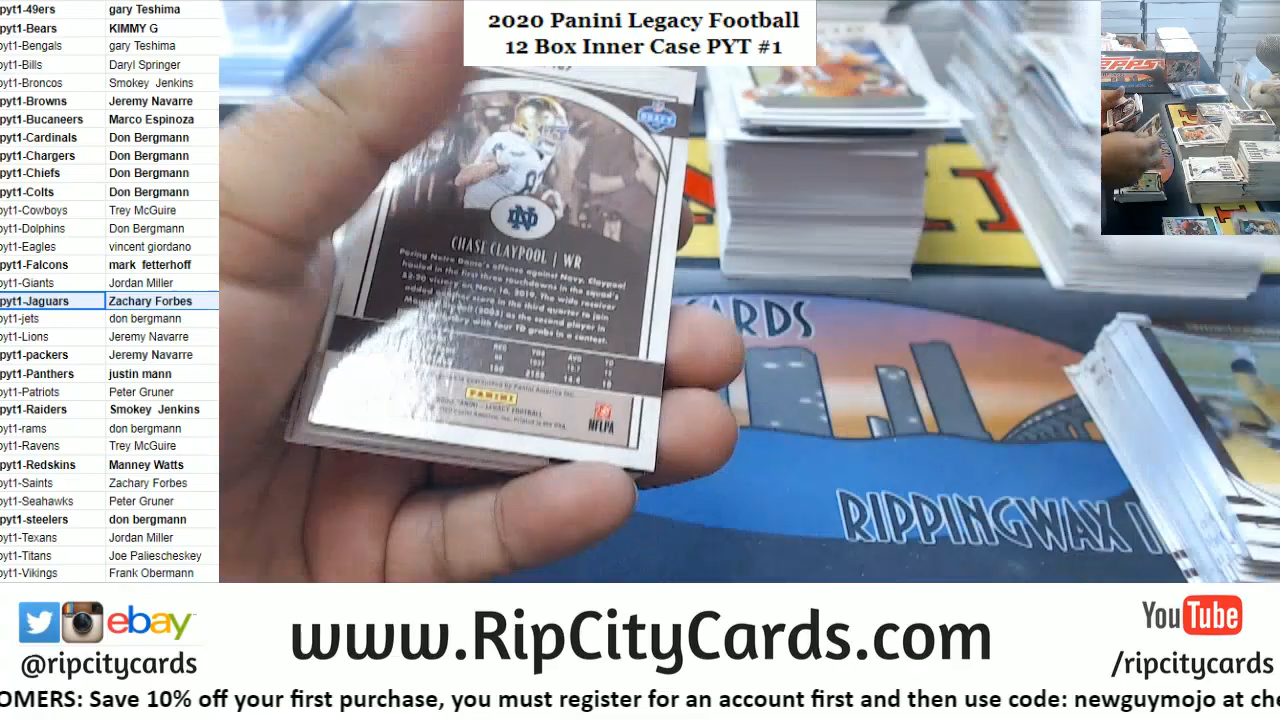 2020 Panini Legacy Football
12 Box Inner Case PYT #1
pyt1-49ers gary Teshima
pyt1-Bears KIMMY G
pyt1-Bengals gary Teshima
pyt1-Bills Daryl Springer
pyt1-Broncos Smokey Jenkins
pyt1-Browns Jeremy Navarre
pyt1-Bucaneers Marco Espinoza
pyt1-Cardinals Don Bergmann
pyt1-Chargers Don Bergmann
pyt1-Chiefs Don Bergmann
pyt1-Colts Don Bergmann
pyt1-Cowboys Trey McGuire
pyt1-Dolphins Don Bergmann
pyt1-Eagles vincent giordano
pyt1-Falcons mark fetterhoff
pyt1-Giants Jordan Miller
pyt1-Jaguars Zachary Forbes
pyt1-jets don bergmann
pyt1-Lions Jeremy Navarre
pyt1-packers Jeremy Navarre
pyt1-Panthers justin mann
pyt1-Patriots Peter Gruner
pyt1-Raiders Smokey Jenkins
pyt1-rams don bergmann
pyt1-Ravens Trey McGuire
pyt1-Redskins Manney Watts
pyt1-Saints Zachary Forbes
pyt1-Seahawks Peter Gruner
pyt1-steelers don bergmann
pyt1-Texans Jordan Miller
pyt1-Titans Joe Paliescheskey
pyt1-Vikings Frank Obermann
DRAFT
ND
CHASE CLAYPOOL | WR
PANINI
NFLPA
TOPPS
ARDS
RIPPINGWAX
ebay
@ripcitycards
www.RipCityCards.com
YouTube
/ripcitycards
OMERS: Save 10% off your first purchase, you must register for an account first and then use code: newguymojo at che